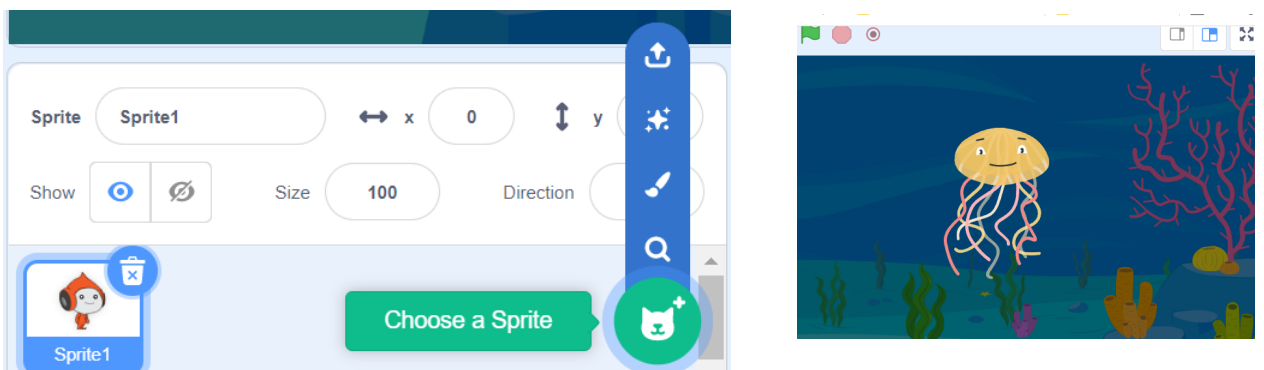 Sprite Sprite1 x 0 y
Show Size 100 Direction
Choose a Sprite
Sprite1